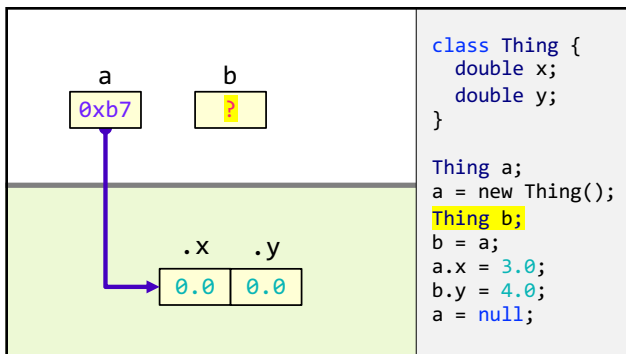 a b
0xb7 ?
.x .y
0.0 0.0
class Thing {
  double x;
  double y;
}
Thing a;
a = new Thing();
Thing b;
b = a;
a.x = 3.0;
b.y = 4.0;
a = null;